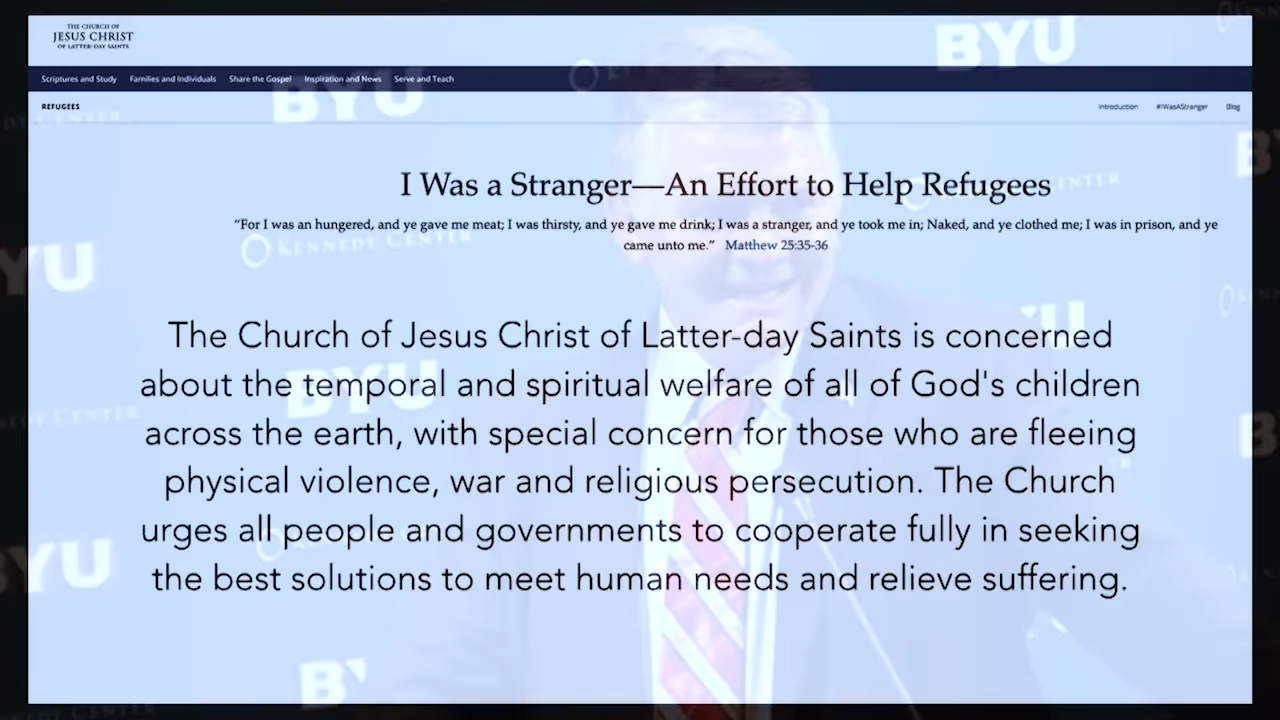 THE CHURCH OF
JESUS CHRIST
OF LATTER-DAY SAINTS
BYU
Scriptures and Study Families and Individuals Share the Gospel Inspiration and News Serve and Teach
BYU
REFUGEES
Introduction #IWasAStranger Blog
I Was a Stranger—An Effort to Help Refugees
“For I was an hungered, and ye gave me meat; I was thirsty, and ye gave me drink; I was a stranger, and ye took me in; Naked, and ye clothed me; I was in prison, and ye
came unto me.” Matthew 25:35-36
KENNEDY CENTER
The Church of Jesus Christ of Latter-day Saints is concerned
about the temporal and spiritual welfare of all of God's children
across the earth, with special concern for those who are fleeing
physical violence, war and religious persecution. The Church
urges all people and governments to cooperate fully in seeking
the best solutions to meet human needs and relieve suffering.
BYU